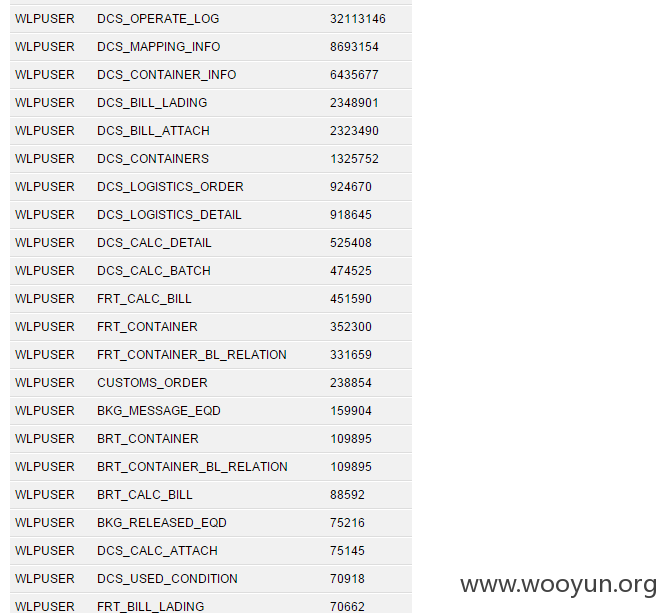 WLPUSER DCS_OPERATE_LOG 32113146
WLPUSER DCS_MAPPING_INFO 8693154
WLPUSER DCS_CONTAINER_INFO 6435677
WLPUSER DCS_BILL_LADING 2348901
WLPUSER DCS_BILL_ATTACH 2323490
WLPUSER DCS_CONTAINERS 1325752
WLPUSER DCS_LOGISTICS_ORDER 924670
WLPUSER DCS_LOGISTICS_DETAIL 918645
WLPUSER DCS_CALC_DETAIL 525408
WLPUSER DCS_CALC_BATCH 474525
WLPUSER FRT_CALC_BILL 451590
WLPUSER FRT_CONTAINER 352300
WLPUSER FRT_CONTAINER_BL_RELATION 331659
WLPUSER CUSTOMS_ORDER 238854
WLPUSER BKG_MESSAGE_EQD 159904
WLPUSER BRT_CONTAINER 109895
WLPUSER BRT_CONTAINER_BL_RELATION 109895
WLPUSER BRT_CALC_BILL 88592
WLPUSER BKG_RELEASED_EQD 75216
WLPUSER DCS_CALC_ATTACH 75145
WLPUSER DCS_USED_CONDITION 70918
WLPUSER FRT_BILL_LADING 70662
www.wooyun.org